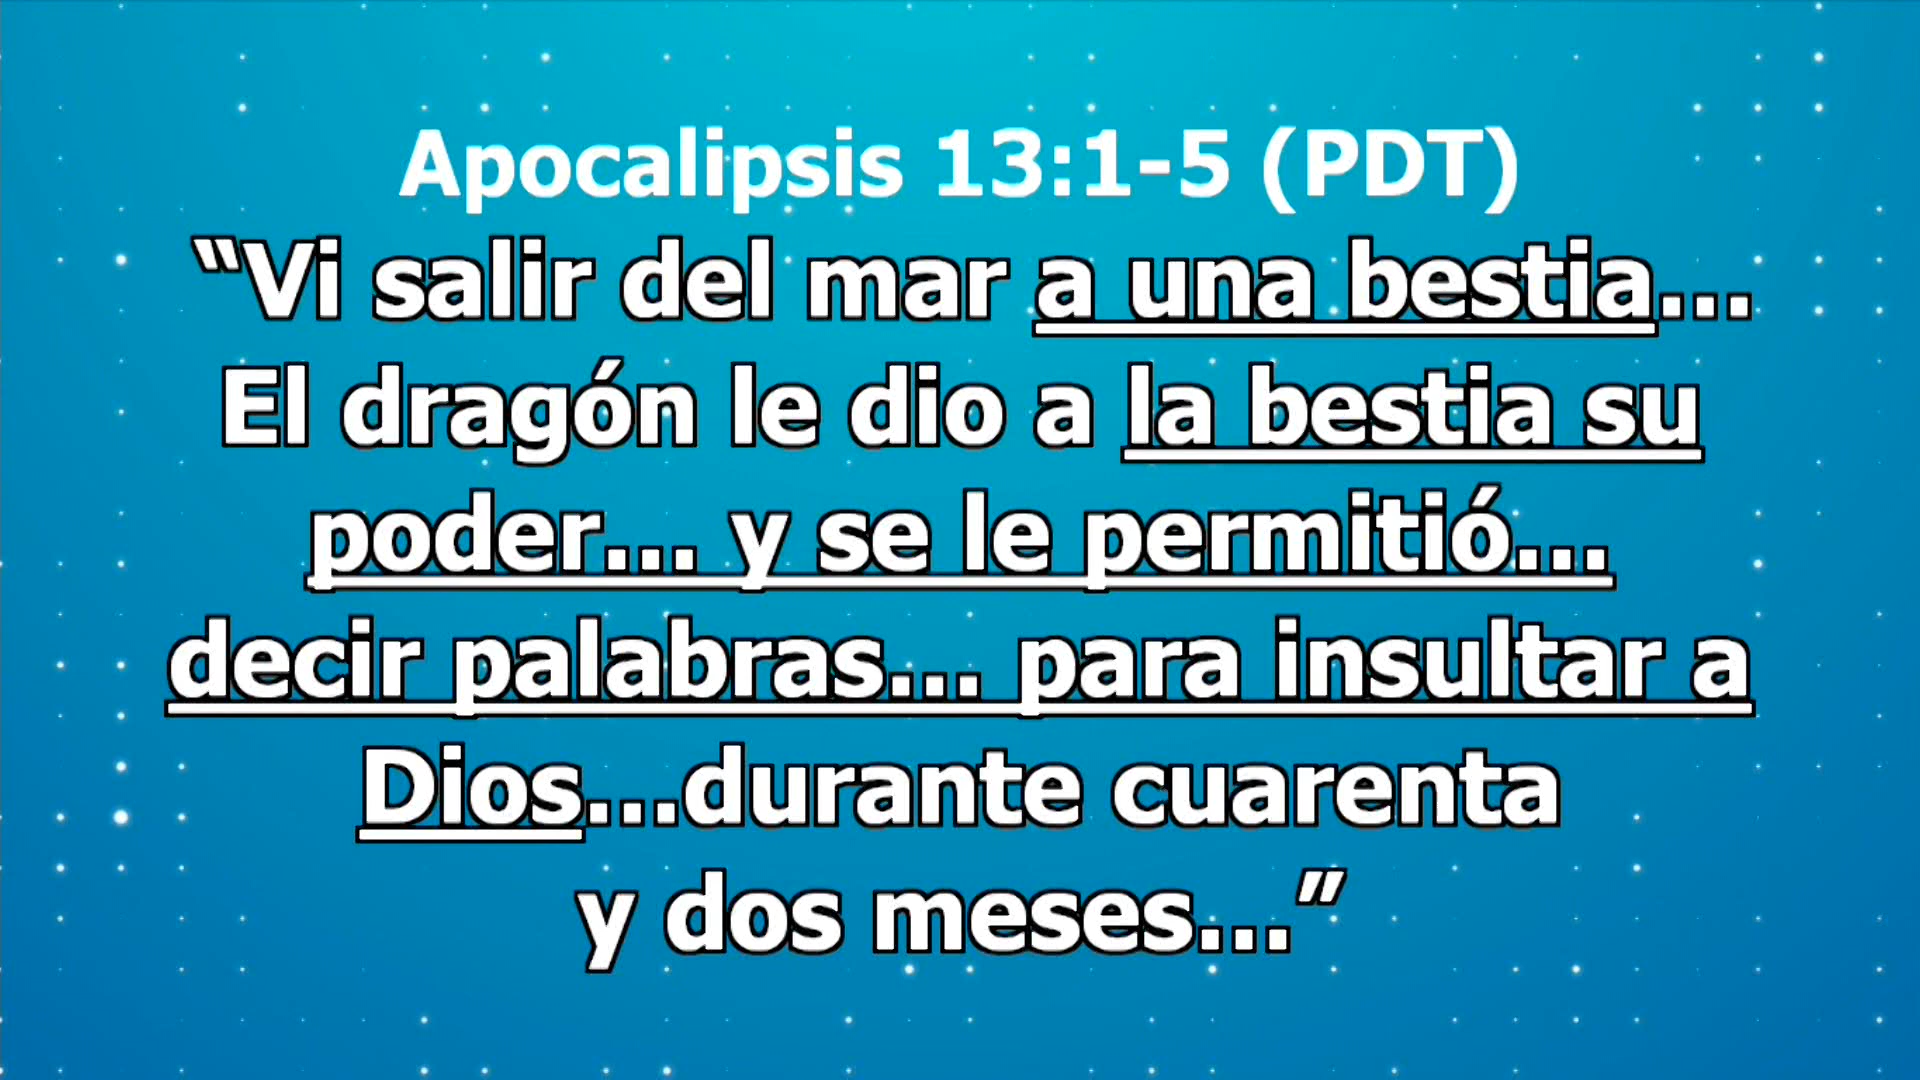 Apocalipsis 13:1-5 (PDT)
“Vi salir del mar a una bestia...
El dragón le dio a la bestia su
poder... y se le permitió...
decir palabras... para insultar a
Dios...durante cuarenta
y dos meses...”